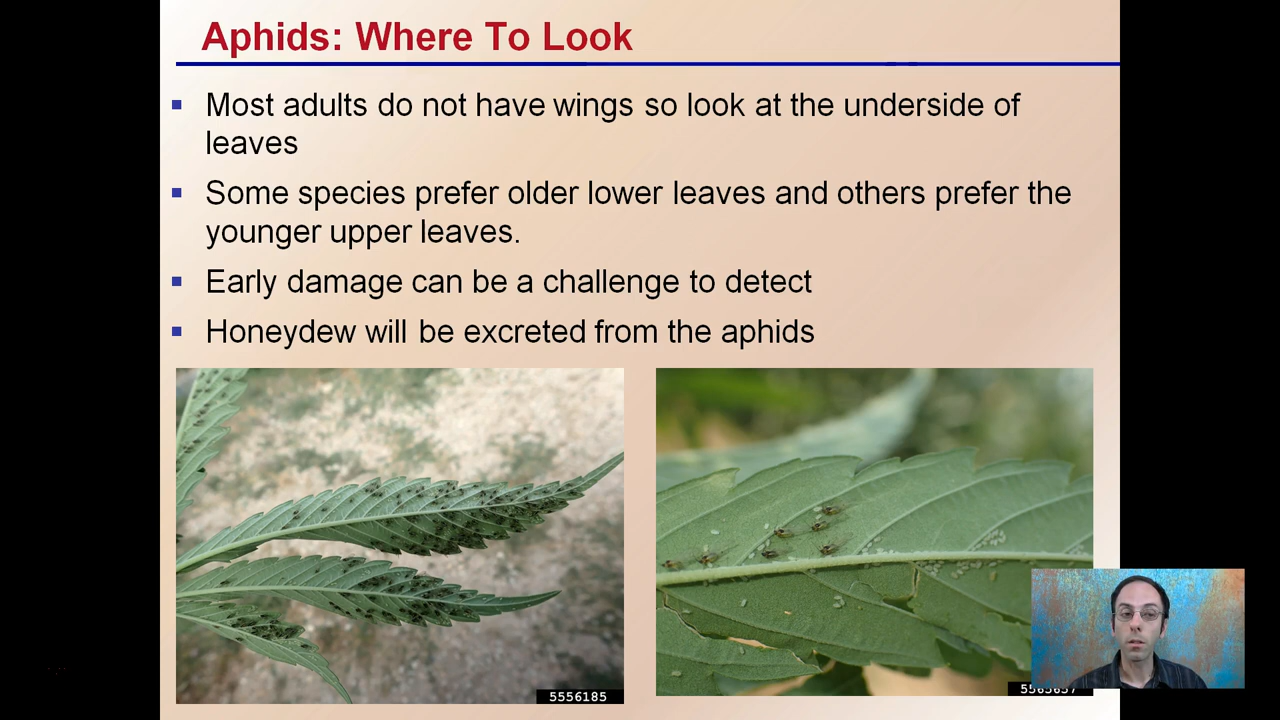 Aphids: Where To Look
Most adults do not have wings so look at the underside of
leaves
Some species prefer older lower leaves and others prefer the
younger upper leaves.
Early damage can be a challenge to detect
Honeydew will be excreted from the aphids
5556185